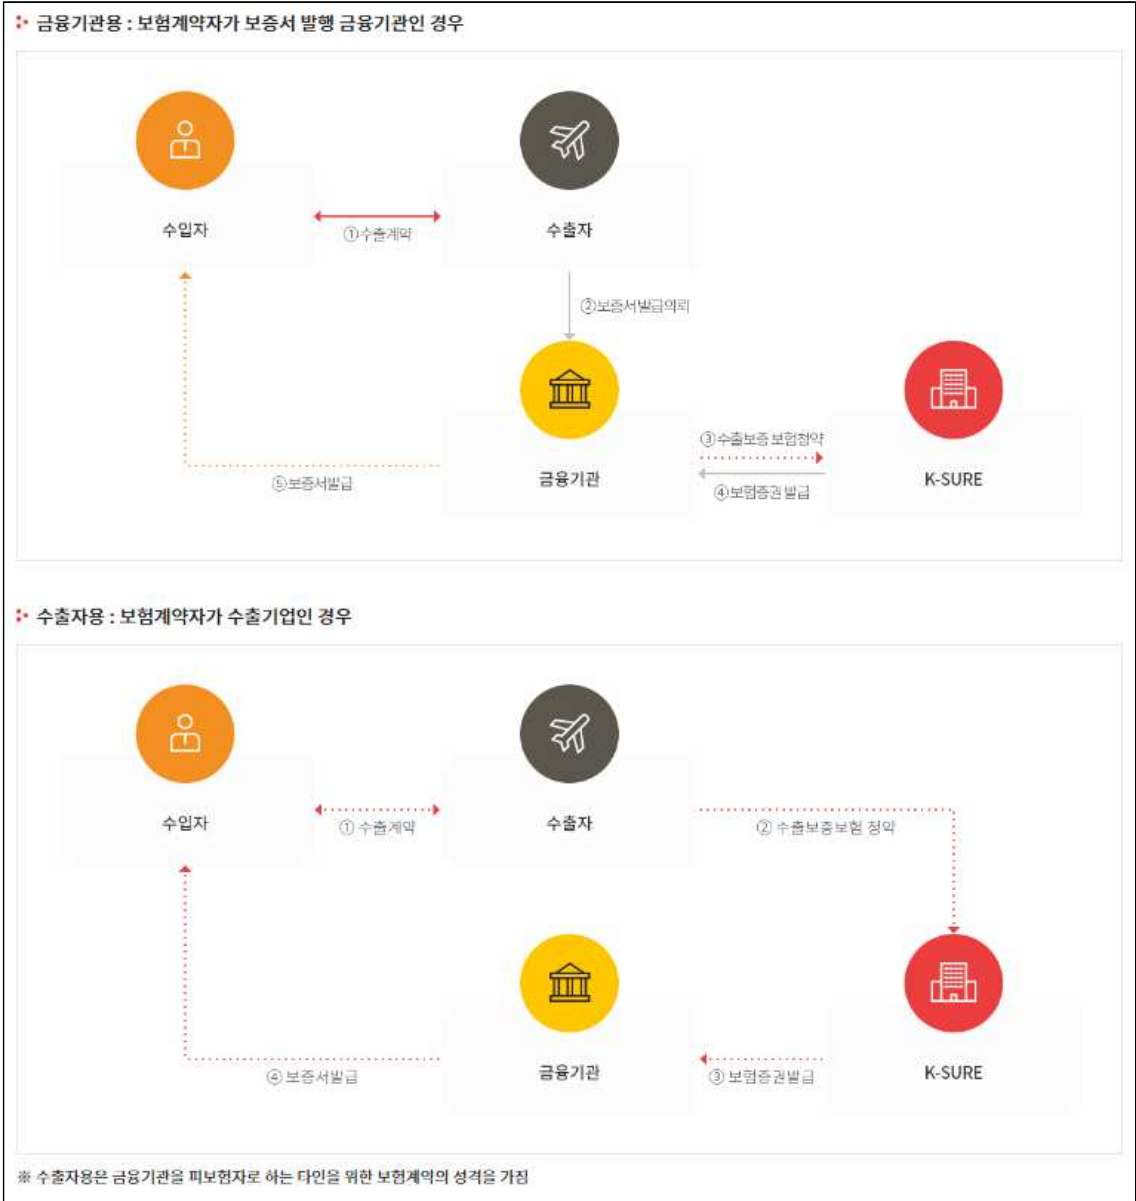 금융기관용 : 보험계약자가 보증서 발행 금융기관인 경우
수입자
①수출계약
수출자
②보증서발급의뢰
③수출보증보험청약
④보험증권발급
⑤보증서발급
금융기관
K-SURE
수출자용 : 보험계약자가 수출기업인 경우
수입자
① 수출계약
수출자
② 수출보증보험 청약
④ 보증서발급
금융기관
③ 보험증권발급
K-SURE
※ 수출자용은 금융기관을 피보험자로 하는 타인을 위한 보험계약의 성격을 가짐